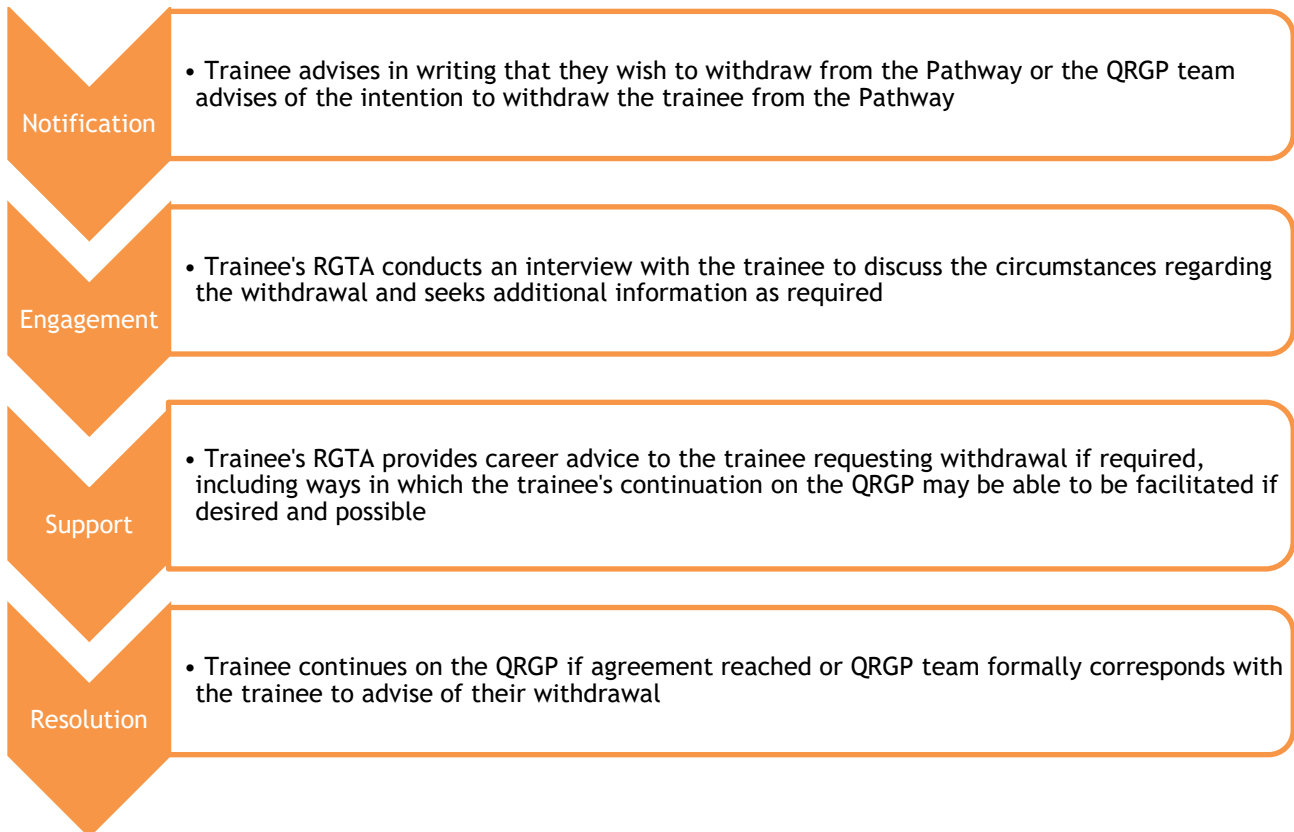 Notification
• Trainee advises in writing that they wish to withdraw from the Pathway or the QRGP team
advises of the intention to withdraw the trainee from the Pathway
Engagement
• Trainee's RGTA conducts an interview with the trainee to discuss the circumstances regarding
the withdrawal and seeks additional information as required
Support
• Trainee's RGTA provides career advice to the trainee requesting withdrawal if required,
including ways in which the trainee's continuation on the QRGP may be able to be facilitated if
desired and possible
Resolution
• Trainee continues on the QRGP if agreement reached or QRGP team formally corresponds with
the trainee to advise of their withdrawal